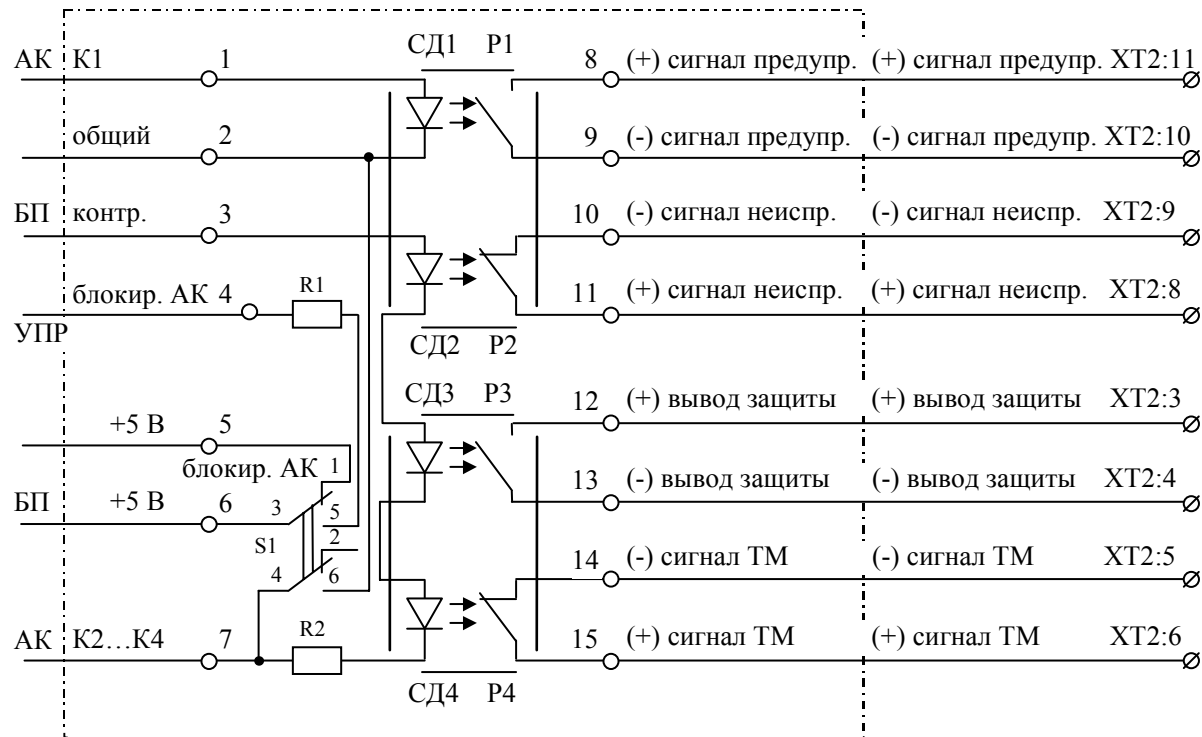 СД1 Р1
АК К1 1 8 (+) сигнал предупр. (+) сигнал предупр. ХТ2:11
общий 2 9 (-) сигнал предупр. (-) сигнал предупр. ХТ2:10
БП контр. 3 10 (-) сигнал неиспр. (-) сигнал неиспр. ХТ2:9
блокир. АК 4 R1 11 (+) сигнал неиспр. (+) сигнал неиспр. ХТ2:8
УПР
СД2 Р2
СД3 Р3
+5 В 5 12 (+) вывод защиты (+) вывод защиты ХТ2:3
блокир. АК 1
БП +5 В 6 3 5 13 (-) вывод защиты (-) вывод защиты ХТ2:4
S1 2
4 6 14 (-) сигнал ТМ (-) сигнал ТМ ХТ2:5
АК К2…К4 7 R2 15 (+) сигнал ТМ (+) сигнал ТМ ХТ2:6
СД4 Р4